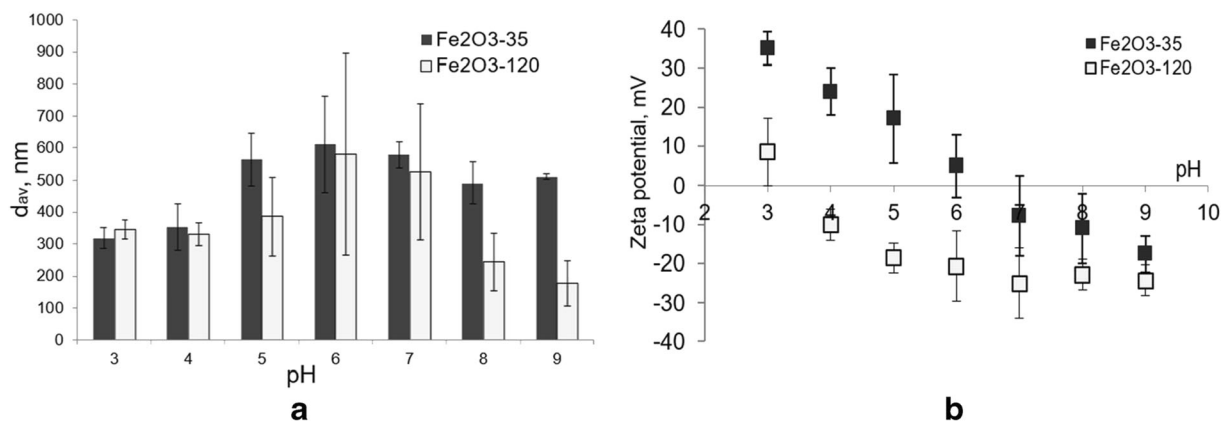 1000
900
800
700
600
500
400
300
200
100
0
dav, nm
Fe2O3-35
Fe2O3-120
3 4 5 6 7 8 9
pH
a
40
30
20
10
0
-10
-20
-30
-40
Zeta potential, mV
Fe2O3-35
Fe2O3-120
pH
2 3 4 5 6 7 8 9 10
b